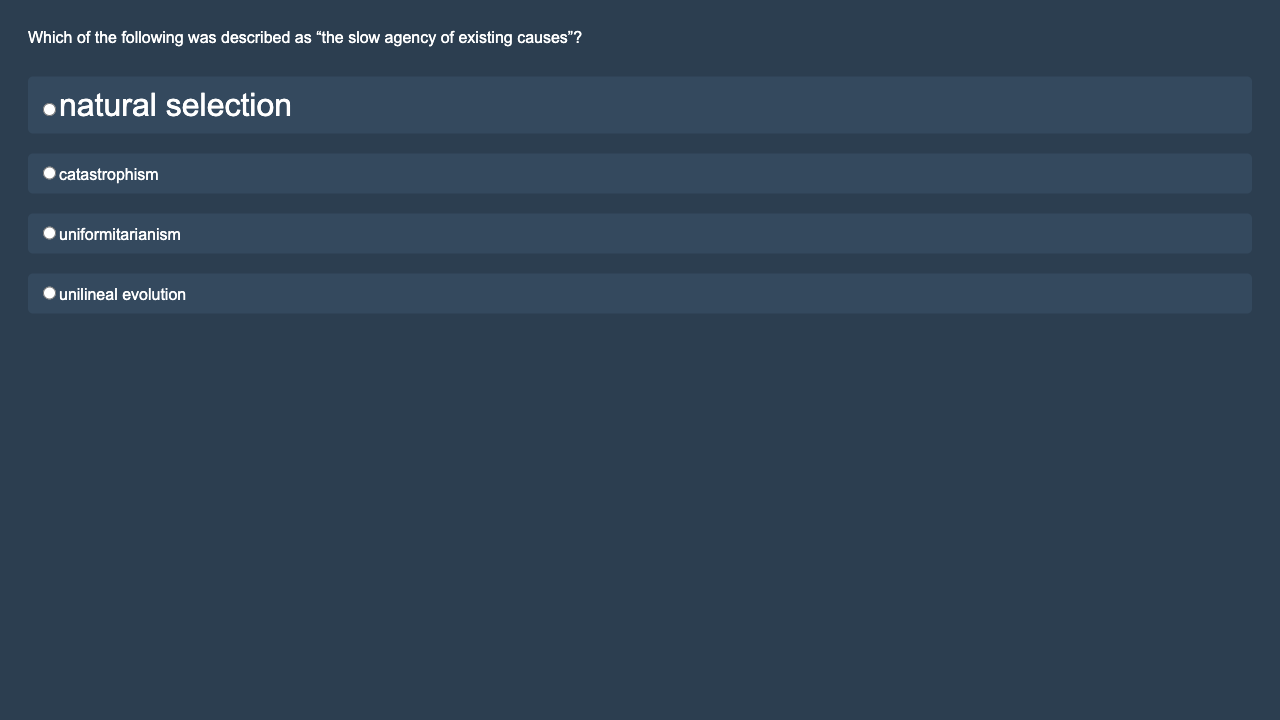 Which of the following was described as “the slow agency of existing causes”?
natural selection
catastrophism
uniformitarianism
unilineal evolution